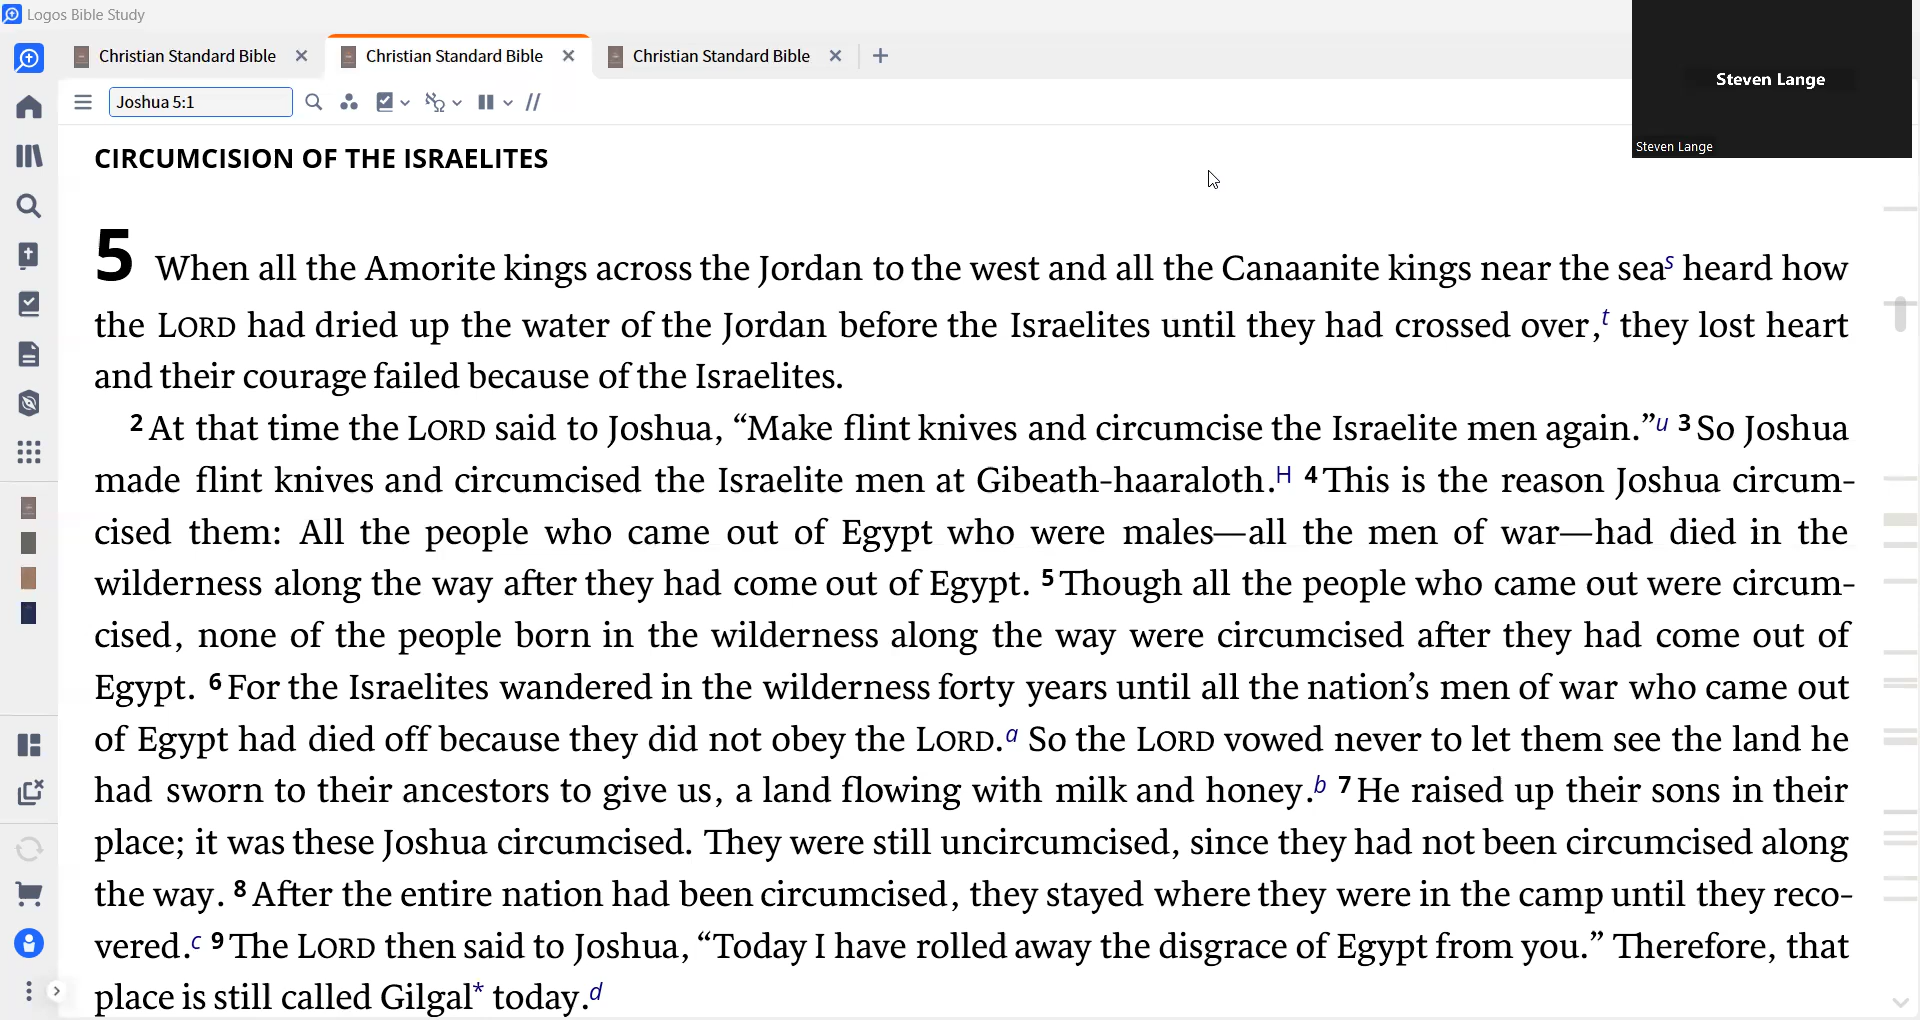 Logos Bible Study
Christian Standard Bible
Christian Standard Bible
Christian Standard Bible
Joshua 5:1
Steven Lange
Steven Lange
CIRCUMCISION OF THE ISRAELITES
5 When all the Amorite kings across the Jordan to the west and all the Canaanite kings near the seaˢ heard how
the LORD had dried up the water of the Jordan before the Israelites until they had crossed over,ᵗ they lost heart
and their courage failed because of the Israelites.
2 At that time the LORD said to Joshua, “Make flint knives and circumcise the Israelite men again.”ᵘ 3 So Joshua
made flint knives and circumcised the Israelite men at Gibeath-haaraloth.ᴴ 4 This is the reason Joshua circum-
cised them: All the people who came out of Egypt who were males—all the men of war—had died in the
wilderness along the way after they had come out of Egypt. 5 Though all the people who came out were circum-
cised, none of the people born in the wilderness along the way were circumcised after they had come out of
Egypt. 6 For the Israelites wandered in the wilderness forty years until all the nation’s men of war who came out
of Egypt had died off because they did not obey the LORD.ᵃ So the LORD vowed never to let them see the land he
had sworn to their ancestors to give us, a land flowing with milk and honey.ᵇ 7 He raised up their sons in their
place; it was these Joshua circumcised. They were still uncircumcised, since they had not been circumcised along
the way. 8 After the entire nation had been circumcised, they stayed where they were in the camp until they reco-
vered.ᶜ 9 The LORD then said to Joshua, “Today I have rolled away the disgrace of Egypt from you.” Therefore, that
place is still called Gilgal* today.ᵈ